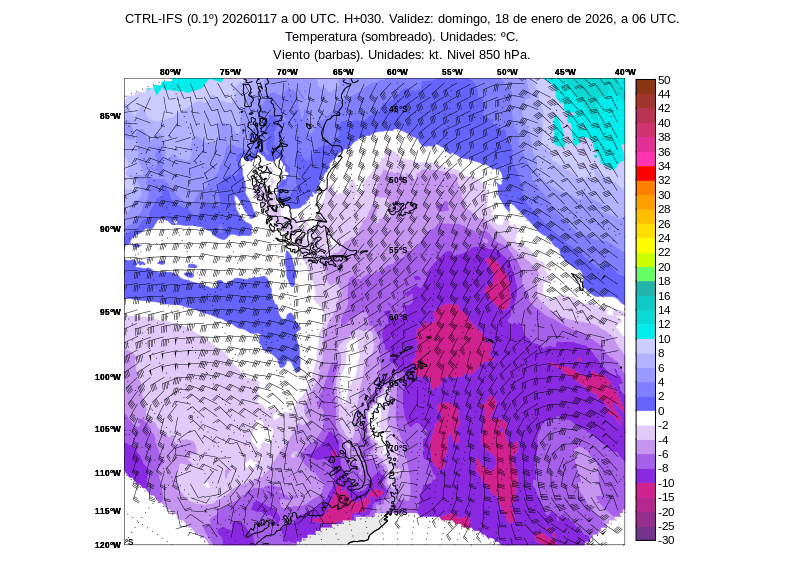 CTRL-IFS (0.1º) 20260117 a 00 UTC. H+030. Validez: domingo, 18 de enero de 2026, a 06 UTC.
Temperatura (sombreado). Unidades: ºC.
Viento (barbas). Unidades: kt. Nivel 850 hPa.
80°W 75°W 70°W 65°W 60°W 55°W 50°W 45°W 40°W
85°W
90°W
95°W
100°W
105°W
110°W
115°W
120°W
45°S
50°S
55°S
60°S
65°S
70°S
75°S
°S
50
44
42
40
38
36
34
32
30
28
26
24
22
20
18
16
14
12
10
8
6
4
2
0
-2
-4
-6
-8
-10
-15
-20
-25
-30